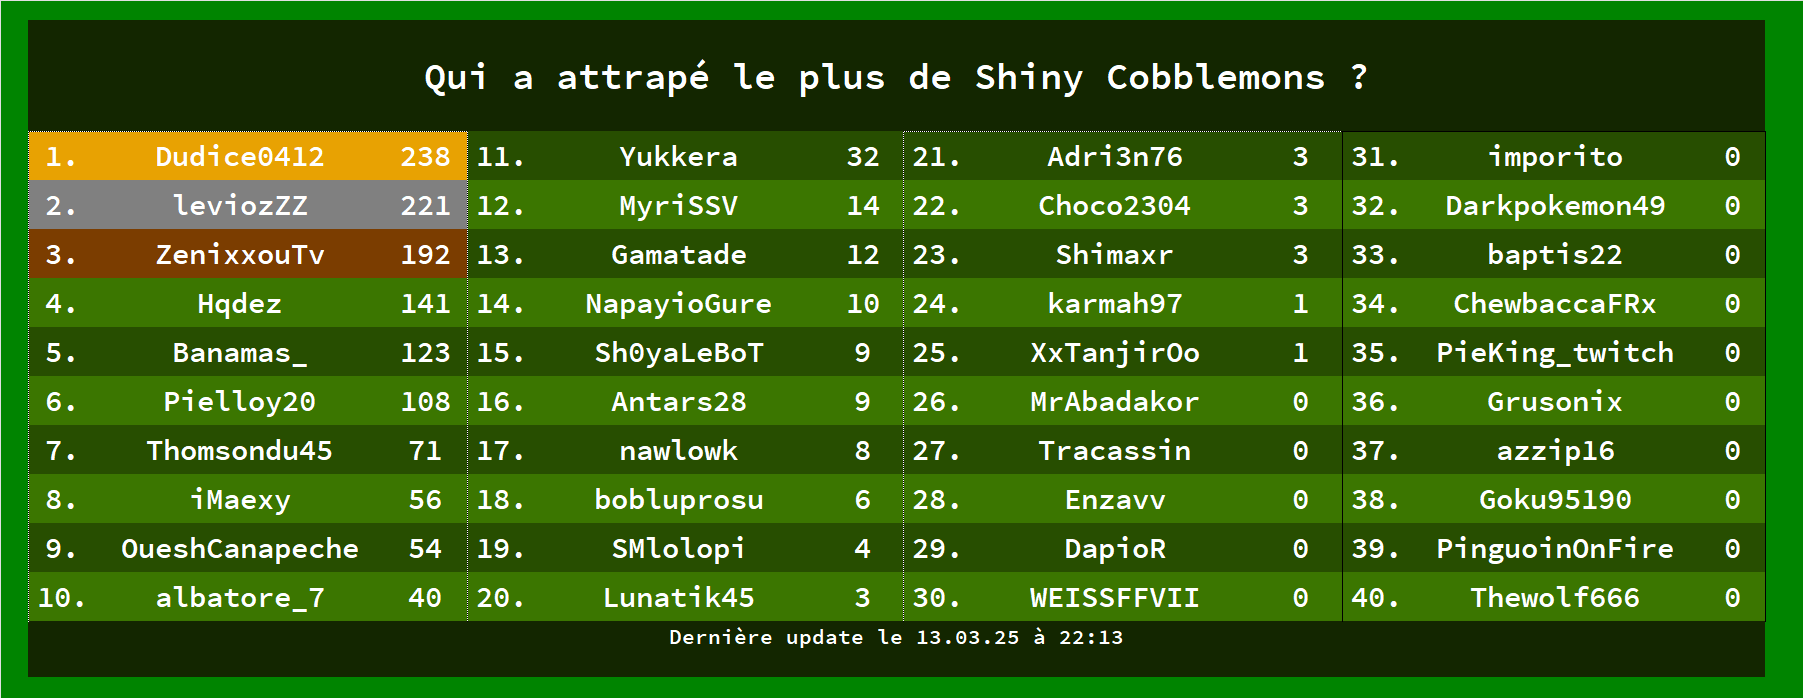 Qui a attrapé le plus de Shiny Cobblemons ?
1. Dudice0412 238 11. Yukkera 32 21. Adri3n76 3 31. imporito 0
2. leviozZZ 221 12. MyriSSV 14 22. Choco2304 3 32. Darkpokemon49 0
3. ZenixxouTv 192 13. Gamatade 12 23. Shimaxr 3 33. baptis22 0
4. Hqdez 141 14. NapayioGure 10 24. karmah97 1 34. ChewbaccaFRx 0
5. Banamas_ 123 15. Sh0yaLeBoT 9 25. XxTanjirOo 1 35. PieKing_twitch 0
6. Pielloy20 108 16. Antars28 9 26. MrAbadakor 0 36. Grusonix 0
7. Thomsondu45 71 17. nawlowk 8 27. Tracassin 0 37. azzip16 0
8. iMaexy 56 18. bobluprosu 6 28. Enzavv 0 38. Goku95190 0
9. OueshCanapeche 54 19. SMlolopi 4 29. DapioR 0 39. PinguoinOnFire 0
10. albatore_7 40 20. Lunatik45 3 30. WEISSFFVII 0 40. Thewolf666 0
Dernière update le 13.03.25 à 22:13